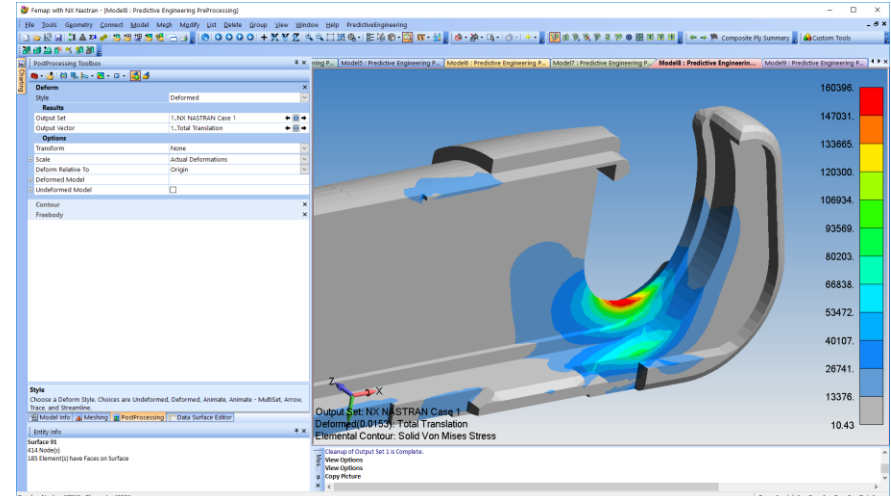 Femap with NX Nastran - [Model8 : Predictive Engineering PreProcessing]
File Tools Geometry Connect Model Mesh Modify List Delete Group View Window Help PredictiveEngineering
Composite Ply Summary Custom Tools
PostProcessing Toolbox
Charting
ring P... Model5 : Predictive Engineering P... Model6 : Predictive Engineering P... Model7 : Predictive Engineering P... Model8 : Predictive Engineerin... Model9 : Predictive Engineering P...
Deform
Style Deformed
Results
Output Set 1..NX NASTRAN Case 1
Output Vector 1..Total Translation
Options
Transform None
Scale Actual Deformations
Deform Relative To Origin
Deformed Model
Undeformed Model
Contour
Freebody
160396.
147031.
133665.
120300.
106934.
93569.
80203.
66838.
53472.
40107.
26741.
13376.
10.43
Z X
Output Set: NX NASTRAN Case 1
Deformed(0.0153): Total Translation
Elemental Contour: Solid Von Mises Stress
Style
Choose a Deform Style. Choices are Undeformed, Deformed, Animate, Animate - MultiSet, Arrow,
Trace, and Streamline.
Model Info Meshing PostProcessing Data Surface Editor
Entity Info
Surface 91
414 Node(s)
185 Element(s) have Faces on Surface
Cleanup of Output Set 1 is Complete.
View Options
View Options
Copy Picture